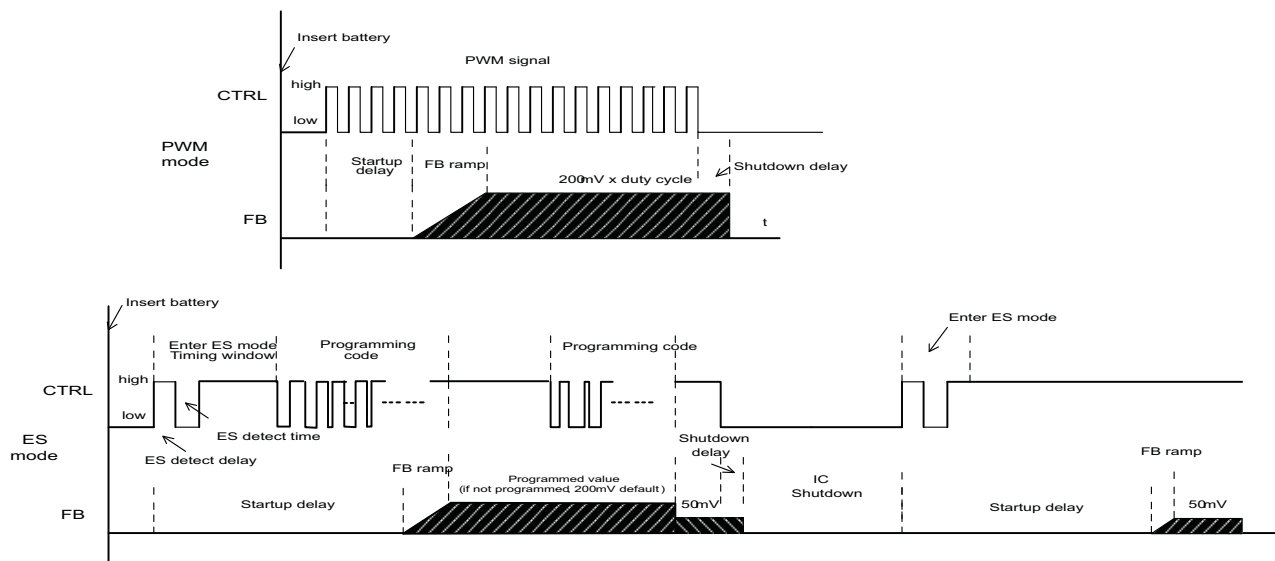 Insert battery
PWM signal
high
CTRL
low
PWM
mode
Startup
delay
FB ramp
Shutdown delay
200mV x duty cycle
FB
t
Insert battery
Enter ES mode
Enter ES mode
Timing window
Programming
code
Programming code
high
CTRL
low
ES detect time
ES
mode
ES detect delay
Shutdown
delay
FB ramp
FB ramp
Programmed value
(if not programmed, 200mV default)
IC
Shutdown
50mV
50mV
Startup delay
Startup delay
FB